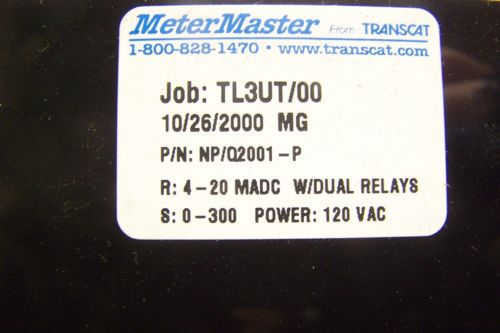 MeterMaster From TRANSCAT
1-800-828-1470 • www.transcat.com
Job: TL3UT/00
10/26/2000 MG
P/N: NP/Q2001-P
R: 4-20 MADC W/DUAL RELAYS
S: 0-300 POWER: 120 VAC